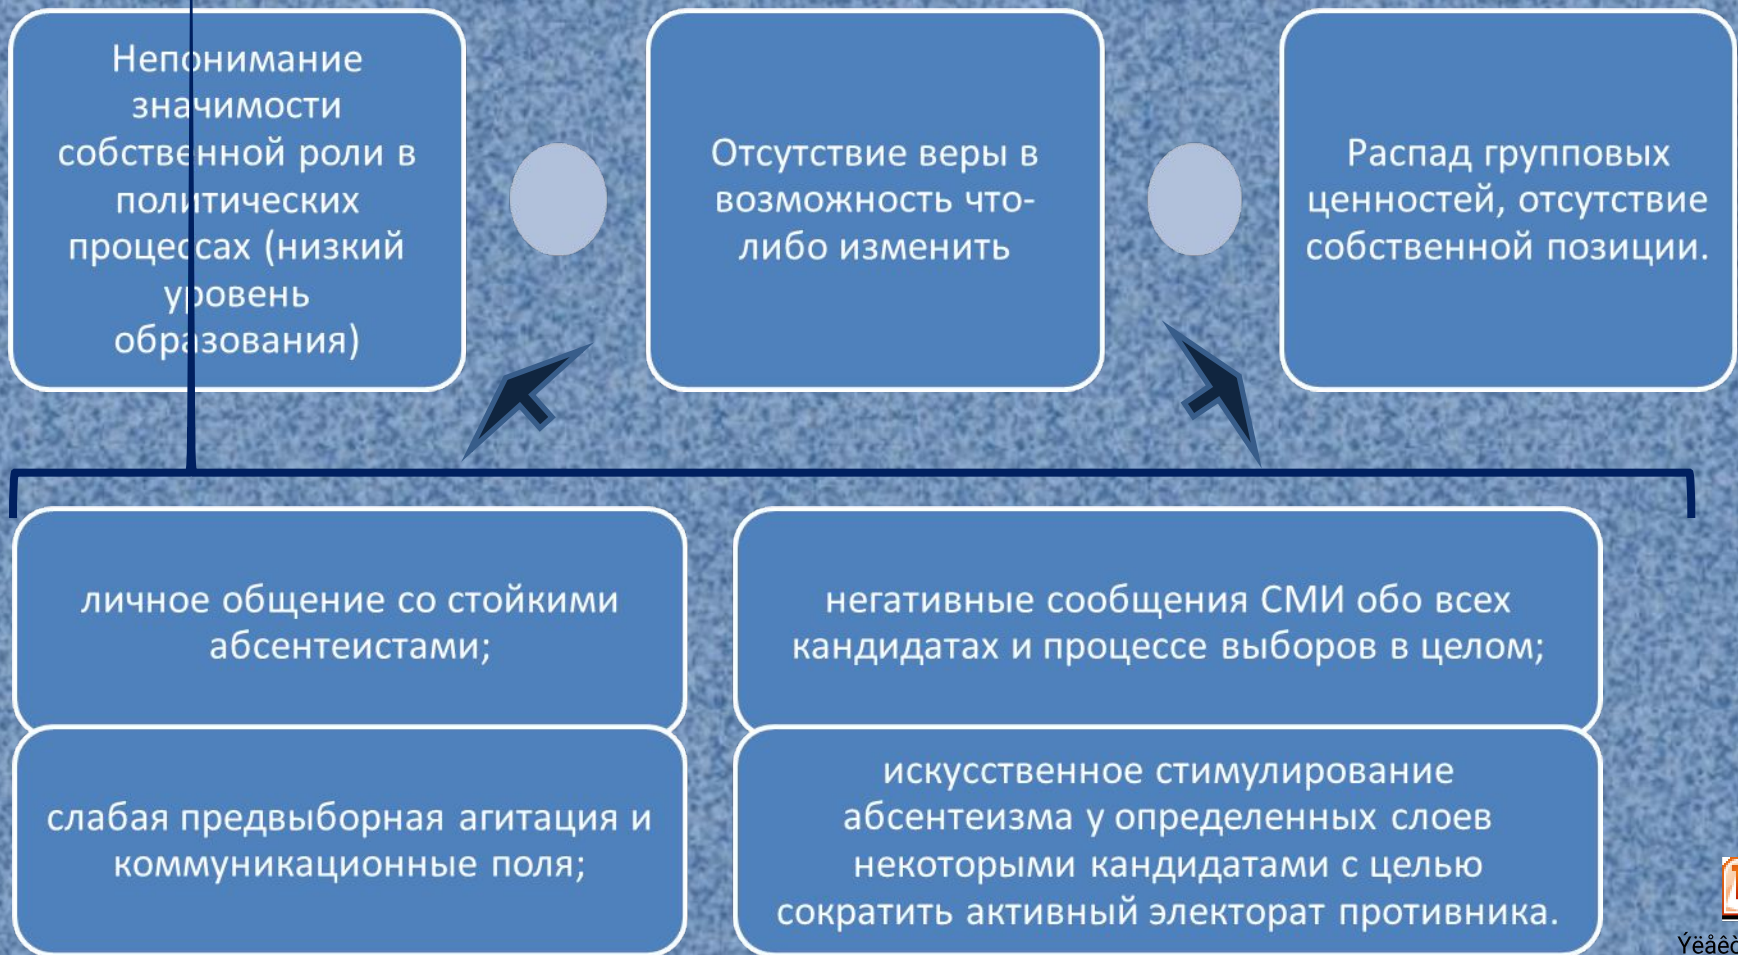 Непонимание
значимости
собственной роли в
политических
процессах (низкий
уровень
образования)
Отсутствие веры в
возможность что-
либо изменить
Распад групповых
ценностей, отсутствие
собственной позиции.
личное общение со стойкими
абсентеистами;
негативные сообщения СМИ обо всех
кандидатах и процессе выборов в целом;
слабая предвыборная агитация и
коммуникационные поля;
искусственное стимулирование
абсентеизма у определенных слоев
некоторыми кандидатами с целью
сократить активный электорат противника.